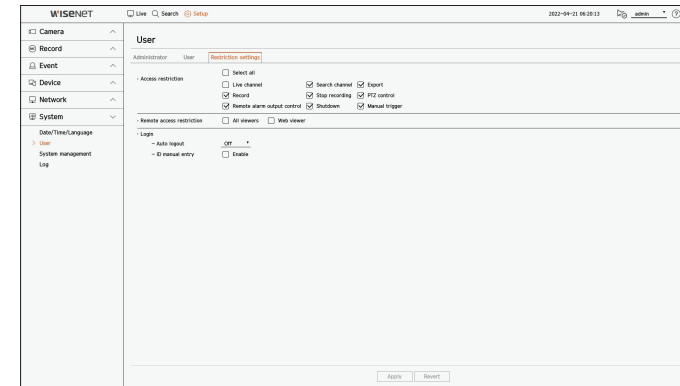 WISENET Live Search Setup 2022-04-21 06:20:13 admin ?
Camera
Record
Event
Device
Network
System
Date/Time/Language
> User
System management
Log
User
Administrator User Restriction settings
· Access restriction
Select all
Live channel Search channel Export
Record Stop recording PTZ control
Remote alarm output control Shutdown Manual trigger
· Remote access restriction All viewers Web viewer
· Login
– Auto logout Off
– ID manual entry Enable
Apply Revert